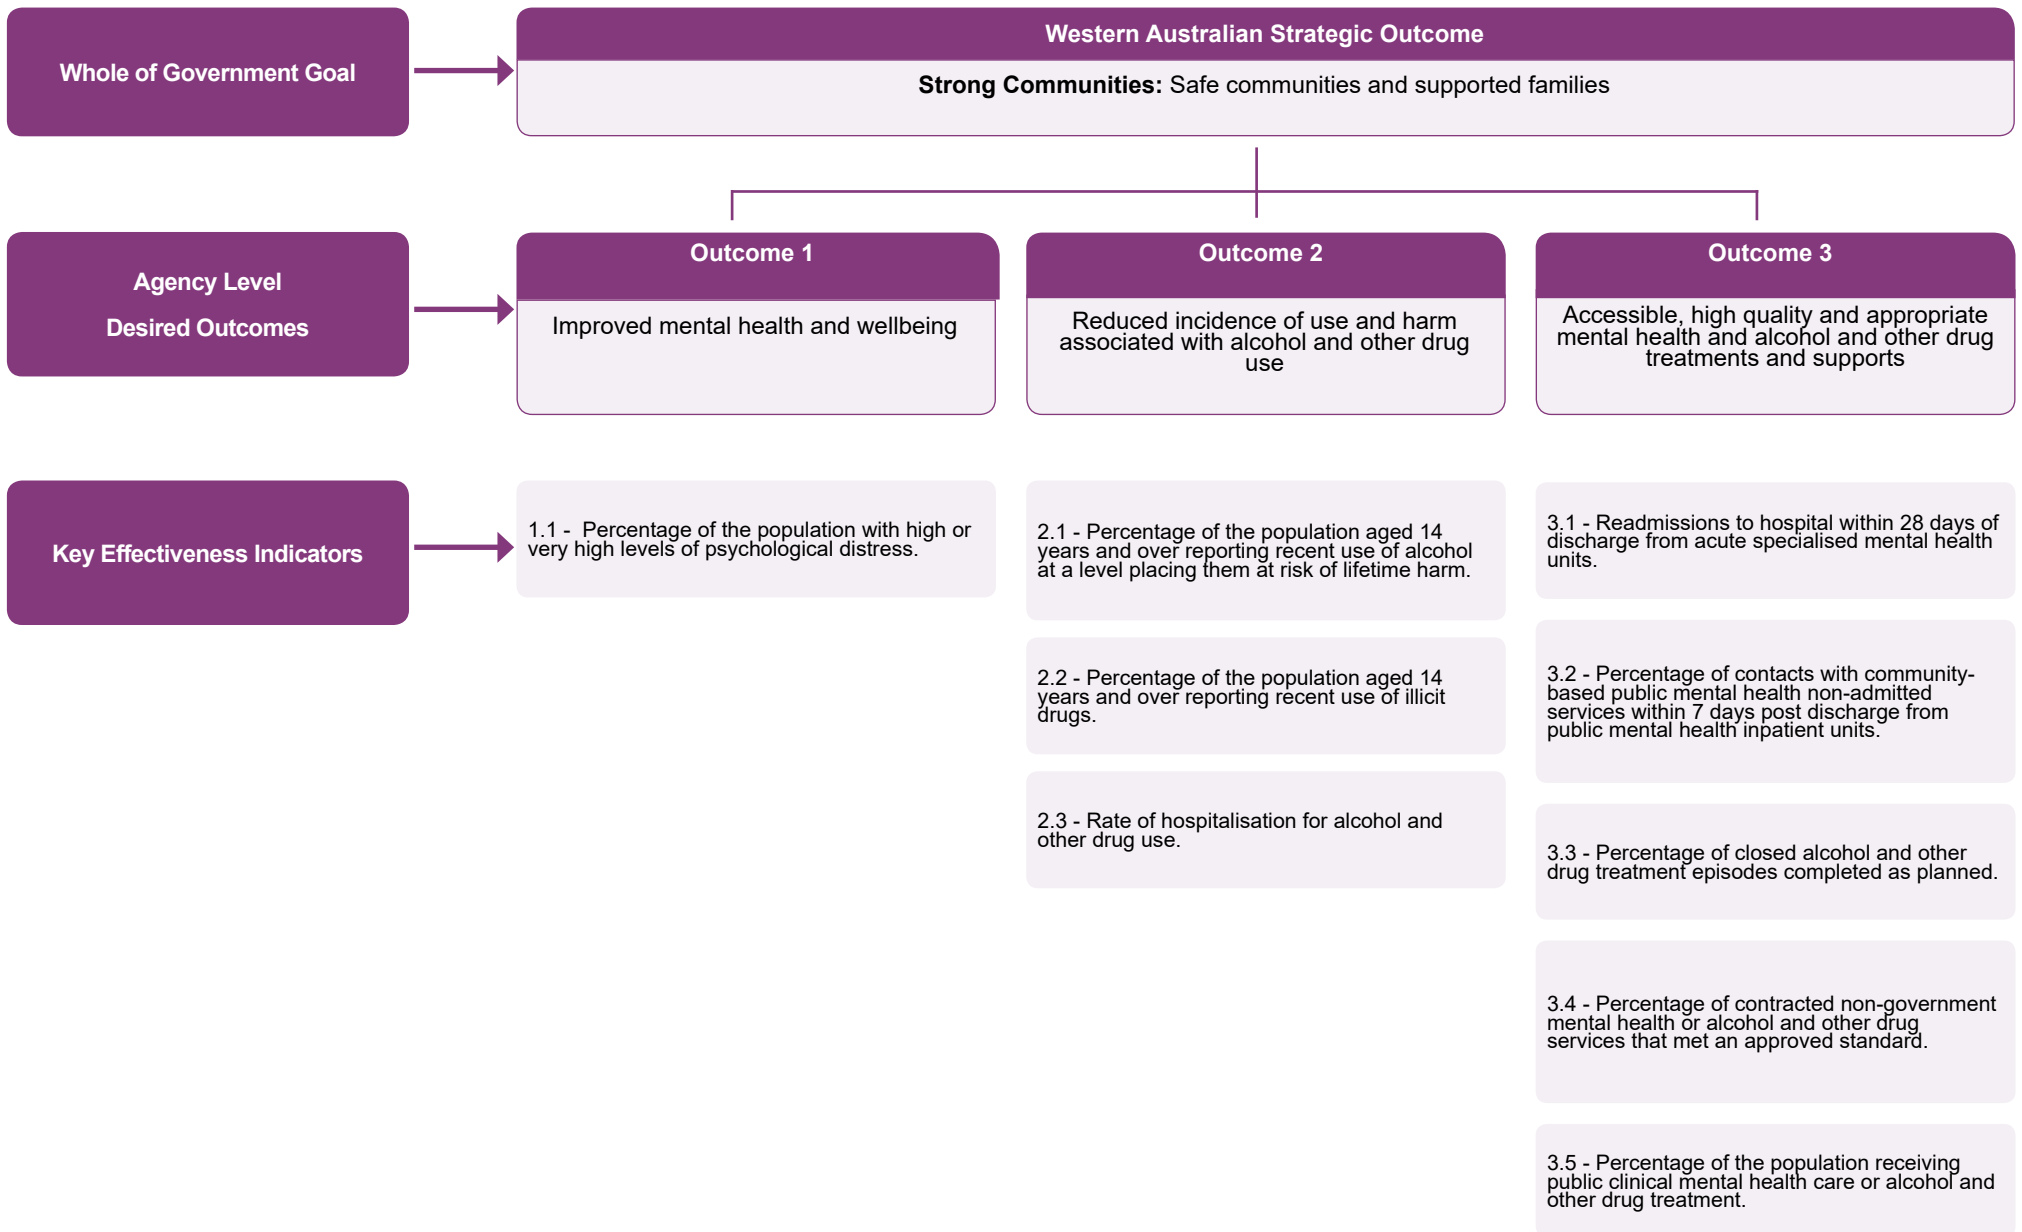 Whole of Government Goal
Western Australian Strategic Outcome
Strong Communities: Safe communities and supported families
Agency Level
Desired Outcomes
Outcome 1
Improved mental health and wellbeing
Outcome 2
Reduced incidence of use and harm
associated with alcohol and other drug
use
Outcome 3
Accessible, high quality and appropriate
mental health and alcohol and other drug
treatments and supports
Key Effectiveness Indicators
1.1 -  Percentage of the population with high or
very high levels of psychological distress.
2.1 - Percentage of the population aged 14
years and over reporting recent use of alcohol
at a level placing them at risk of lifetime harm.
2.2 - Percentage of the population aged 14
years and over reporting recent use of illicit
drugs.
2.3 - Rate of hospitalisation for alcohol and
other drug use.
3.1 - Readmissions to hospital within 28 days of
discharge from acute specialised mental health
units.
3.2 - Percentage of contacts with community-
based public mental health non-admitted
services within 7 days post discharge from
public mental health inpatient units.
3.3 - Percentage of closed alcohol and other
drug treatment episodes completed as planned.
3.4 - Percentage of contracted non-government
mental health or alcohol and other drug
services that met an approved standard.
3.5 - Percentage of the population receiving
public clinical mental health care or alcohol and
other drug treatment.